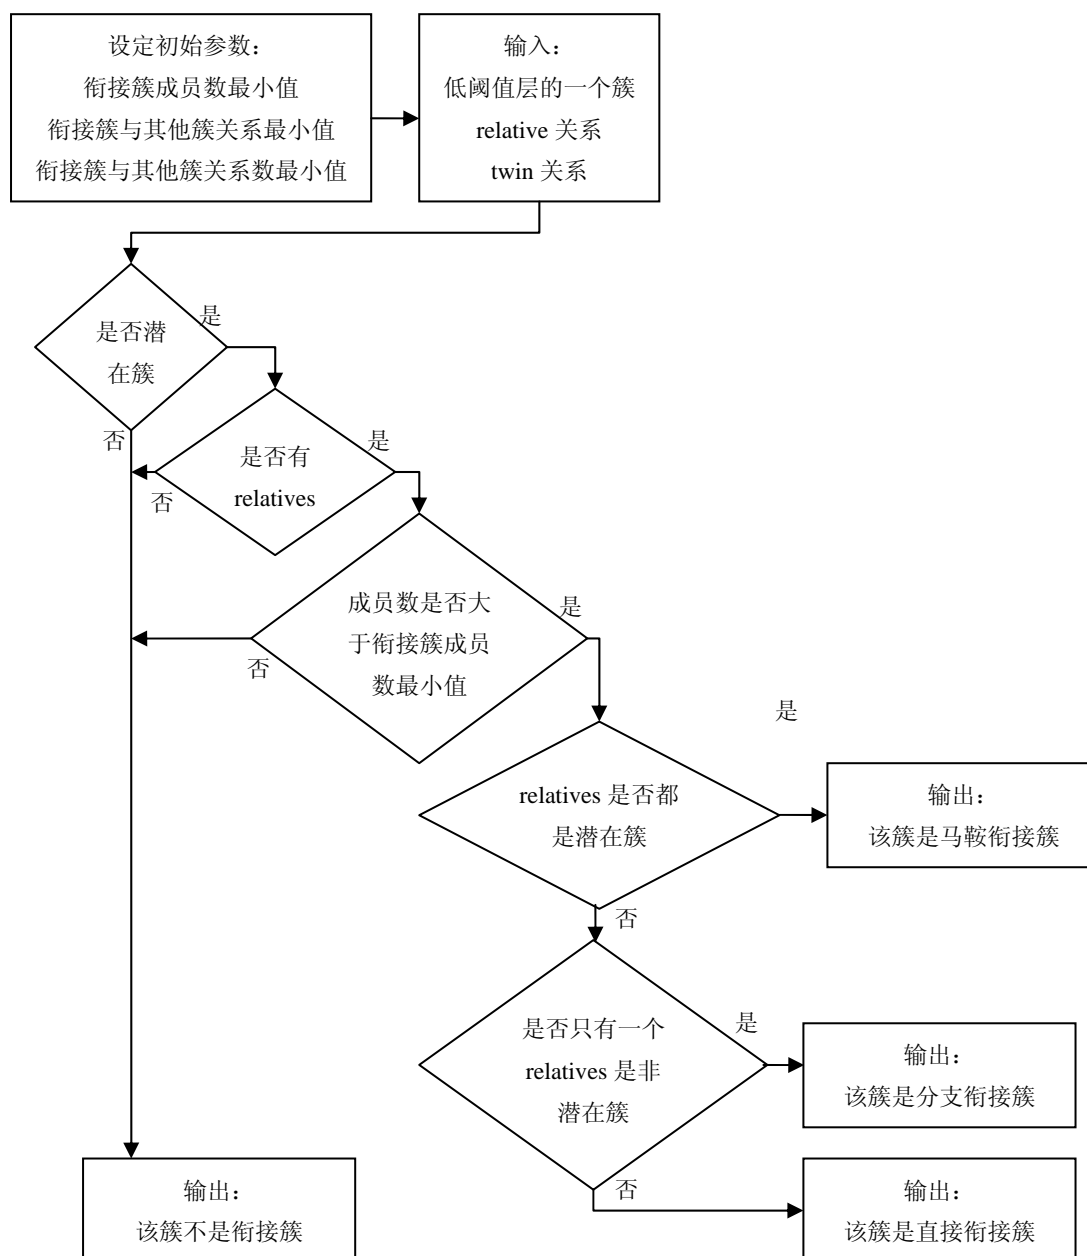 设定初始参数：
衔接簇成员数最小值
衔接簇与其他簇关系最小值
衔接簇与其他簇关系数最小值
输入：
低阈值层的一个簇
relative 关系
twin 关系
是否潜
在簇
是
否
是否有
relatives
是
否
成员数是否大
于衔接簇成员
数最小值
是
否
relatives 是否都
是潜在簇
是
输出：
该簇是马鞍衔接簇
否
是否只有一个
relatives 是非
潜在簇
是
输出：
该簇是分支衔接簇
否
输出：
该簇是直接衔接簇
输出：
该簇不是衔接簇